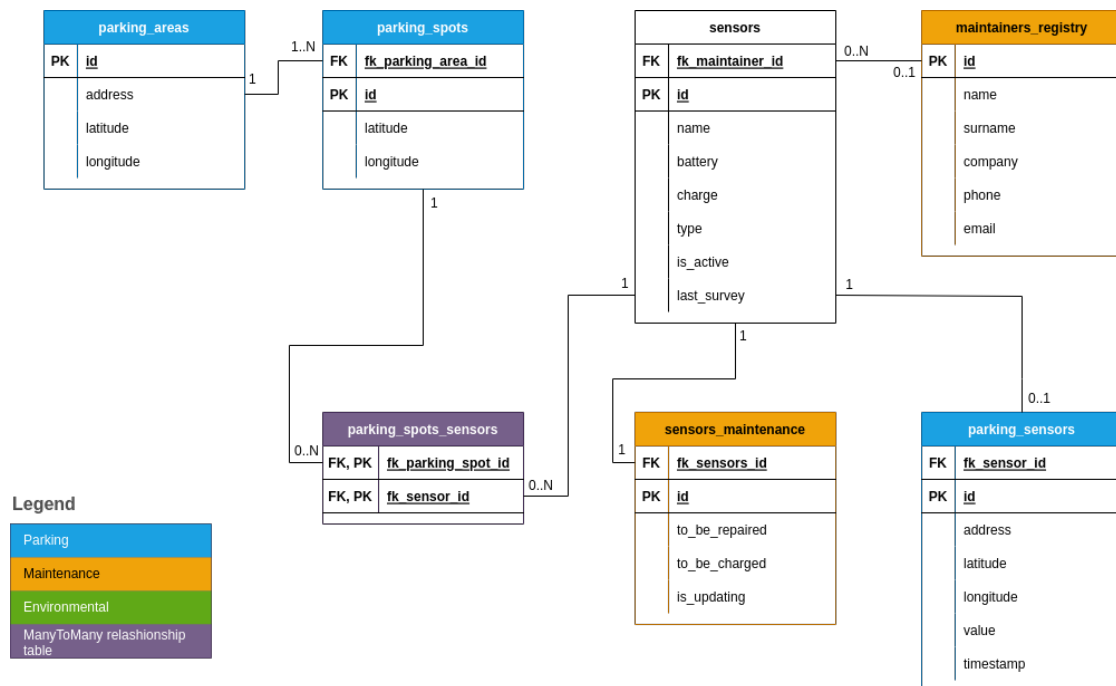 parking_areas
PK id
address
latitude
longitude
1
1..N
parking_spots
FK fk_parking_area_id
PK id
latitude
longitude
1
sensors
FK fk_maintainer_id
PK id
name
battery
charge
type
is_active
last_survey
0..N
0..1
maintainers_registry
PK id
name
surname
company
phone
email
1
1
1
0..N
parking_spots_sensors
FK, PK fk_parking_spot_id
FK, PK fk_sensor_id
0..N
1
sensors_maintenance
FK fk_sensors_id
PK id
to_be_repaired
to_be_charged
is_updating
0..1
parking_sensors
FK fk_sensor_id
PK id
address
latitude
longitude
value
timestamp
Legend
Parking
Maintenance
Environmental
ManyToMany relashionship
table